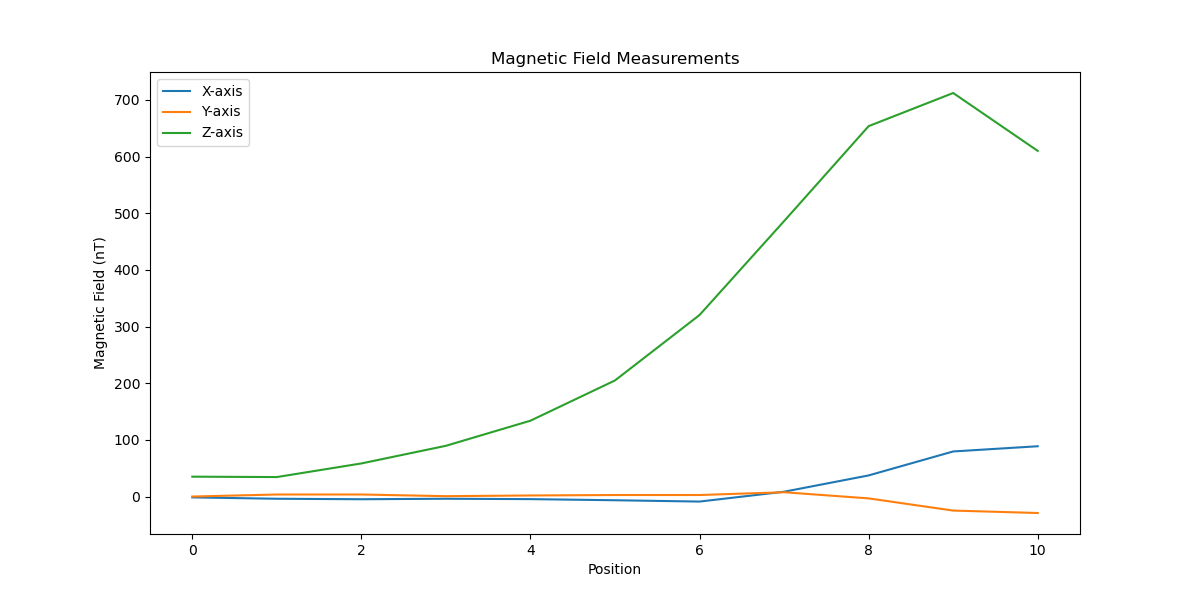 Magnetic Field Measurements
X-axis
Y-axis
Z-axis
Magnetic Field (nT)
700
600
500
400
300
200
100
0
0 2 4 6 8 10
Position